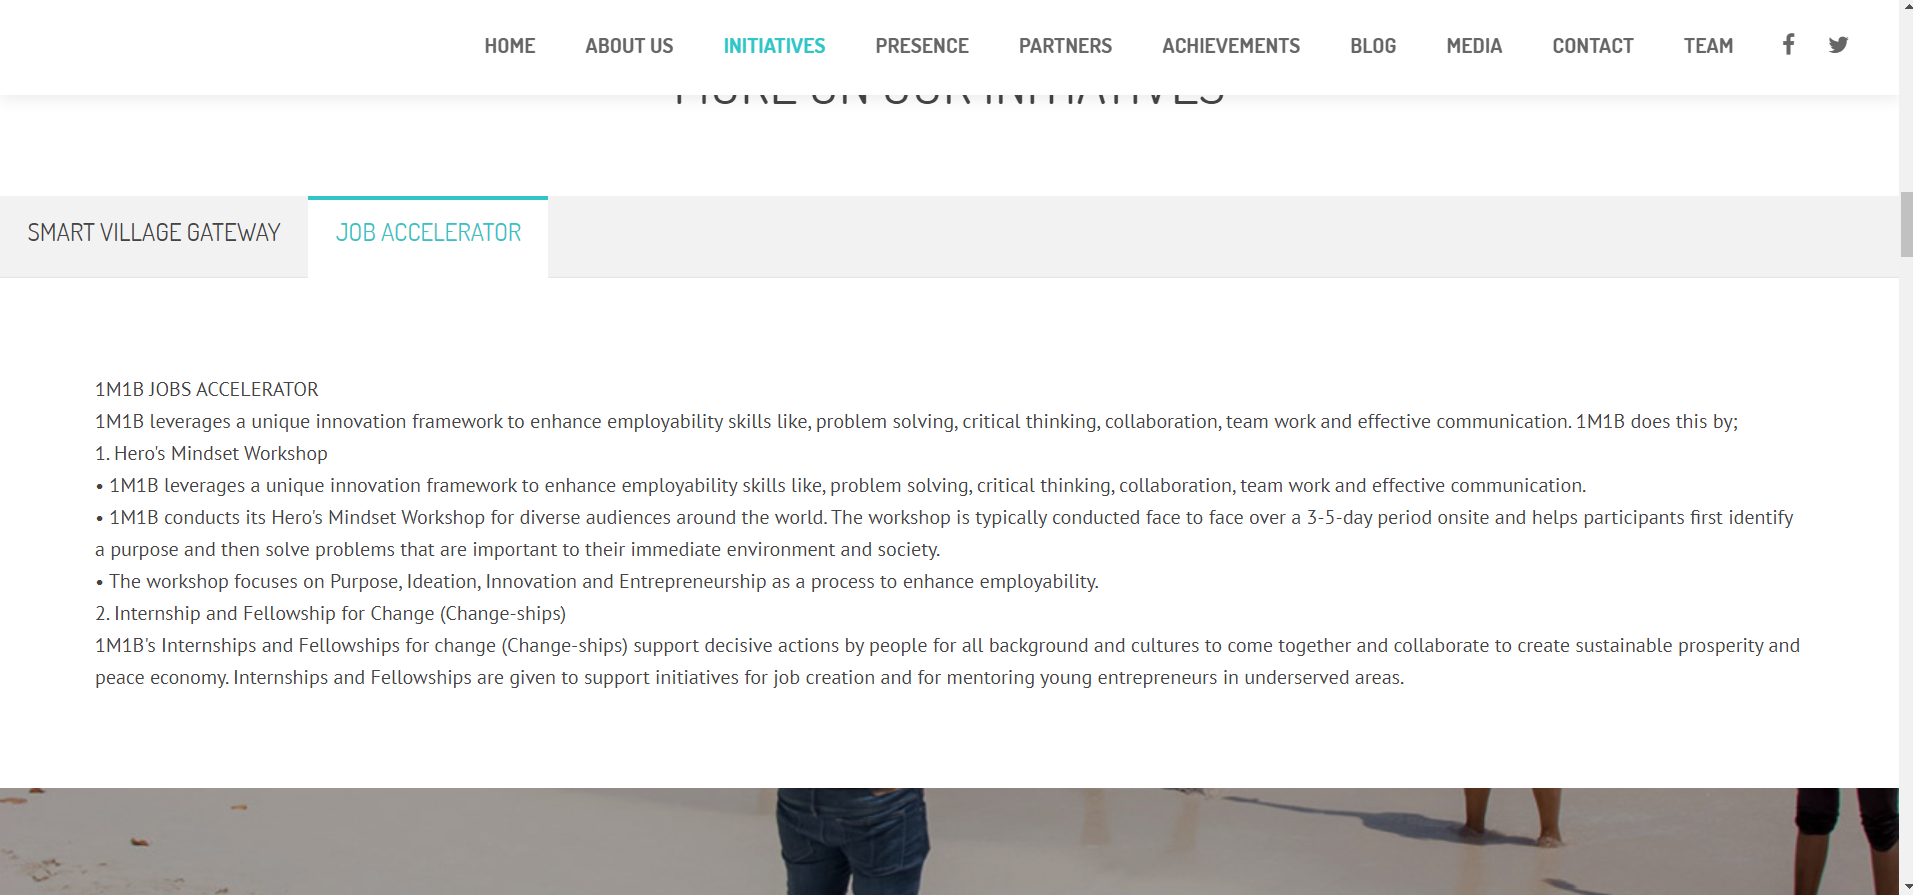 HOME ABOUT US INITIATIVES PRESENCE PARTNERS ACHIEVEMENTS BLOG MEDIA CONTACT TEAM
MORE ON OUR INITIATIVES
SMART VILLAGE GATEWAY JOB ACCELERATOR
1M1B JOBS ACCELERATOR
1M1B leverages a unique innovation framework to enhance employability skills like, problem solving, critical thinking, collaboration, team work and effective communication. 1M1B does this by;
1. Hero's Mindset Workshop
• 1M1B leverages a unique innovation framework to enhance employability skills like, problem solving, critical thinking, collaboration, team work and effective communication.
• 1M1B conducts its Hero's Mindset Workshop for diverse audiences around the world. The workshop is typically conducted face to face over a 3-5-day period onsite and helps participants first identify
a purpose and then solve problems that are important to their immediate environment and society.
• The workshop focuses on Purpose, Ideation, Innovation and Entrepreneurship as a process to enhance employability.
2. Internship and Fellowship for Change (Change-ships)
1M1B's Internships and Fellowships for change (Change-ships) support decisive actions by people for all background and cultures to come together and collaborate to create sustainable prosperity and
peace economy. Internships and Fellowships are given to support initiatives for job creation and for mentoring young entrepreneurs in underserved areas.